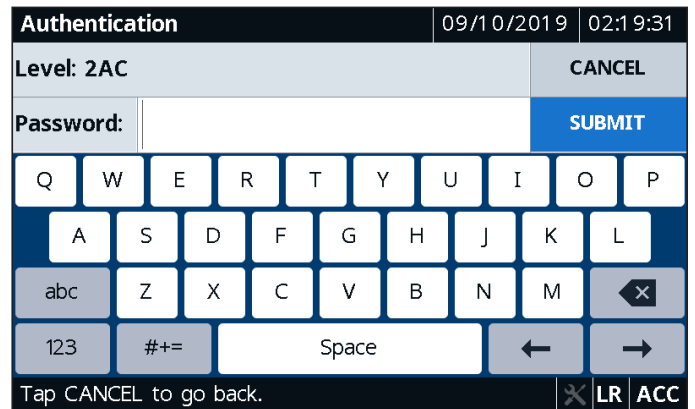 Authentication 09/10/2019 02:19:31
Level: 2AC CANCEL
Password: SUBMIT
Q W E R T Y U I O P
A S D F G H J K L
abc Z X C V B N M
123 #+= Space
Tap CANCEL to go back. LR ACC